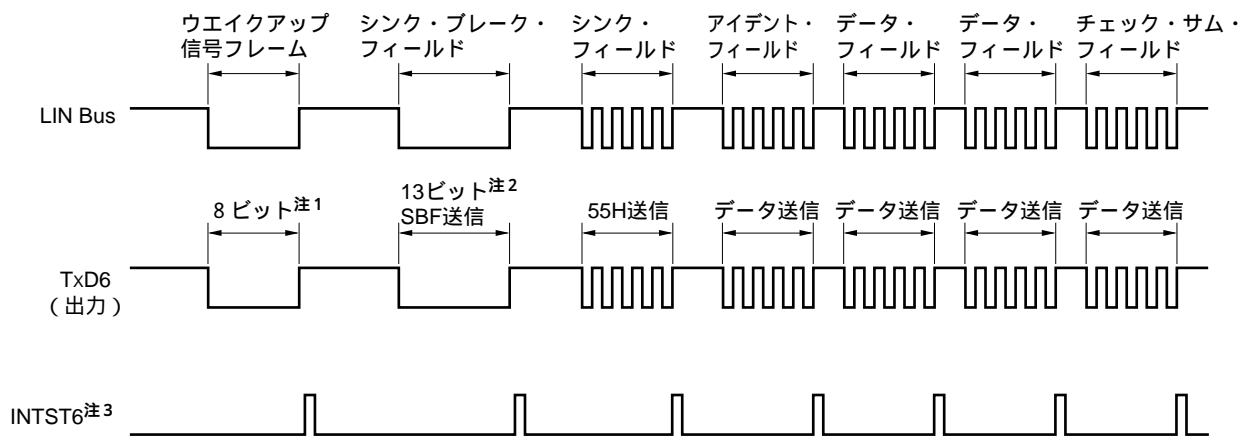 ウエイクアップ
信号フレーム
シンク・ブレーク・
フィールド
シンク・
フィールド
アイデント・
フィールド
データ・
フィールド
データ・
フィールド
チェック・サム・
フィールド
LIN Bus
8 ビット注1
13ビット注2
SBF送信
55H送信
データ送信
データ送信
データ送信
データ送信
TxD6
(出力)
INTST6注3